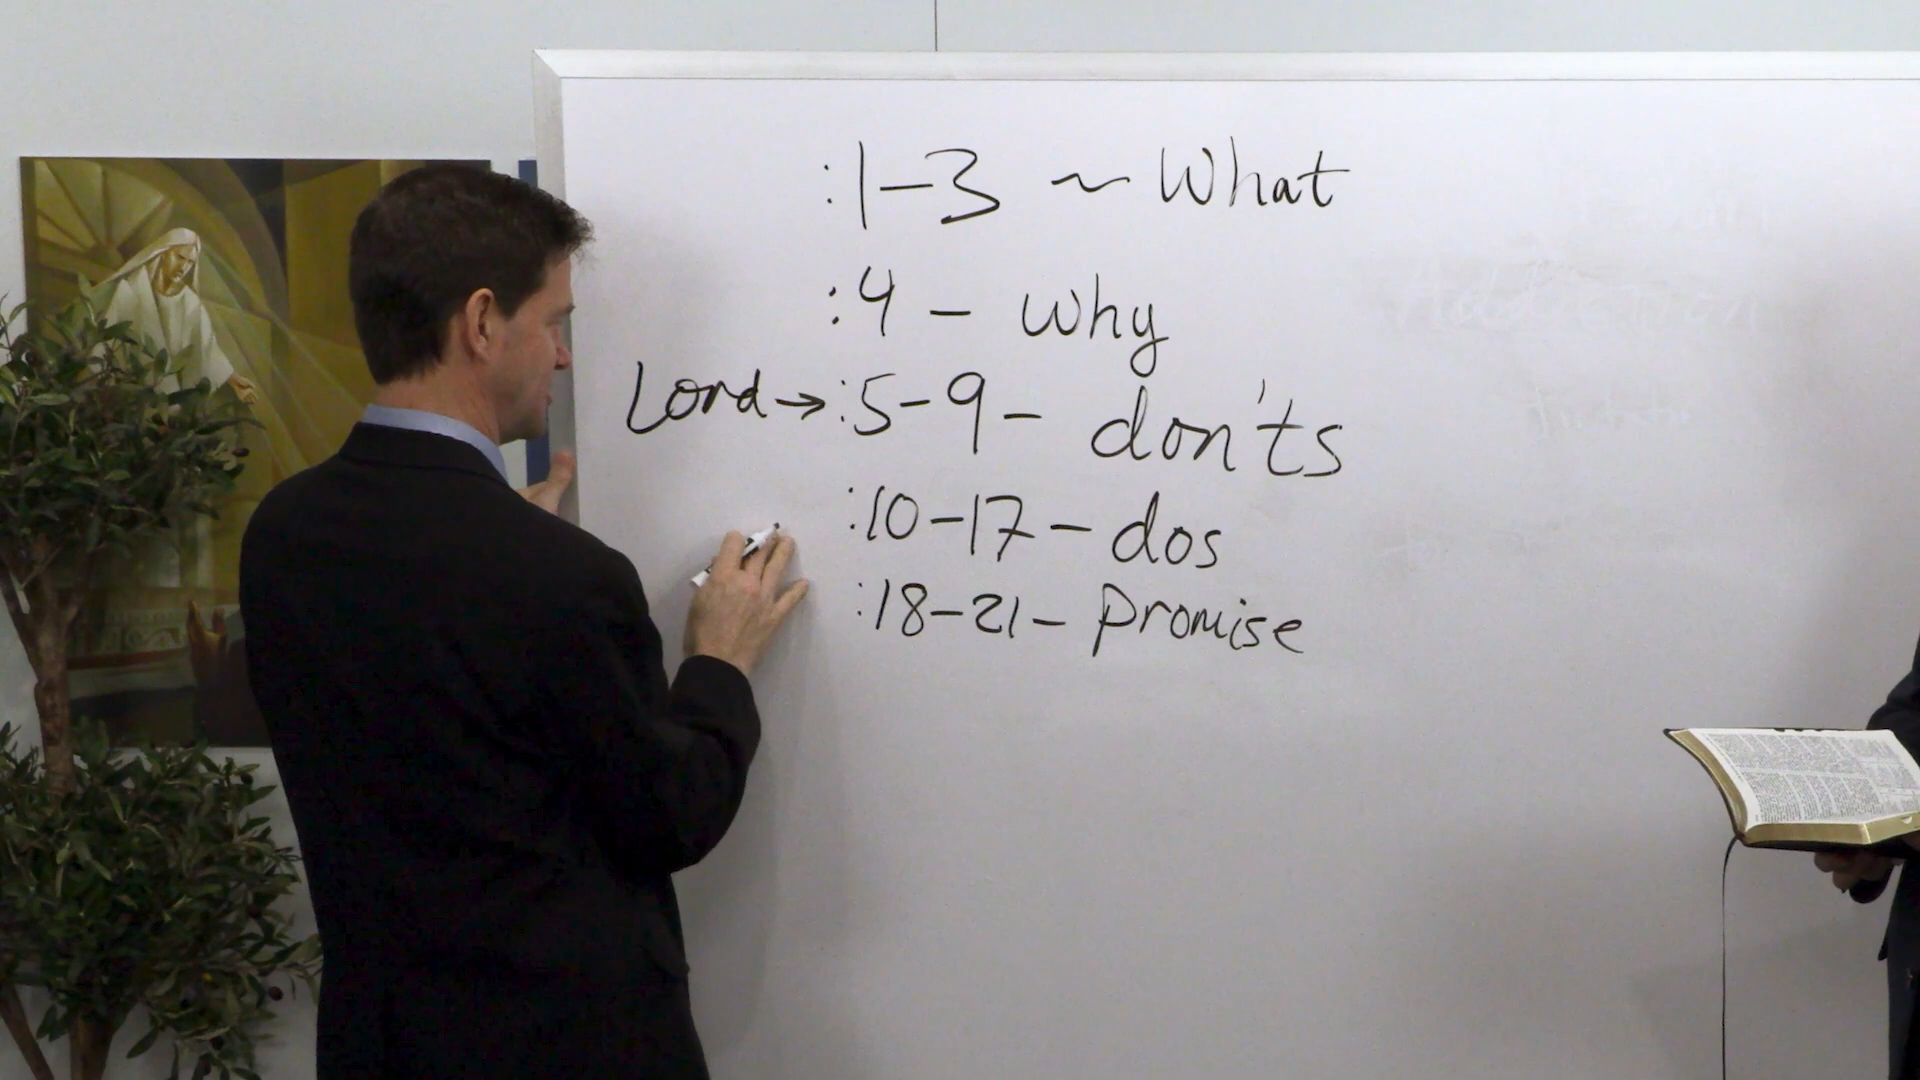 :1-3 ~ What
:4 - Why
Lord → :5-9 - don'ts
:10-17 - dos
:18-21 - Promise